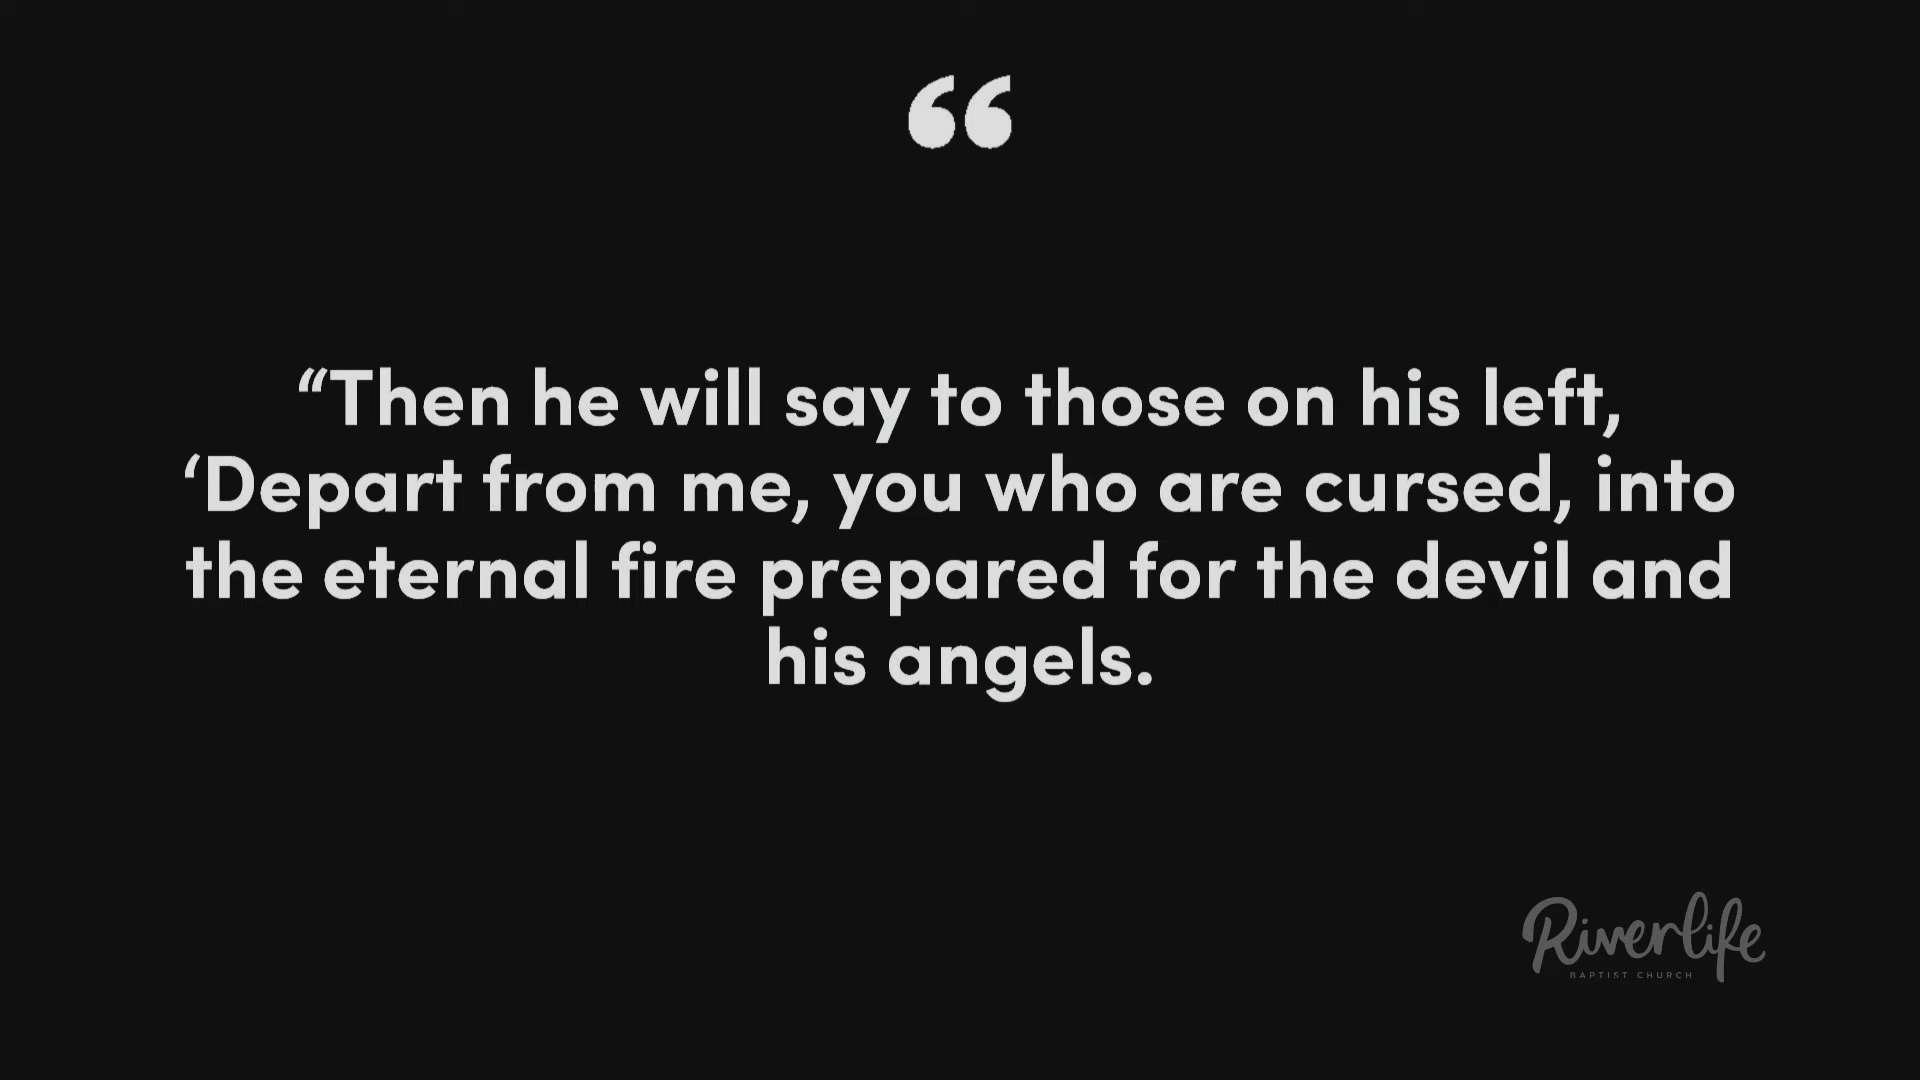 “
“Then he will say to those on his left,
‘Depart from me, you who are cursed, into
the eternal fire prepared for the devil and
his angels.
Riverlife
BAPTIST CHURCH